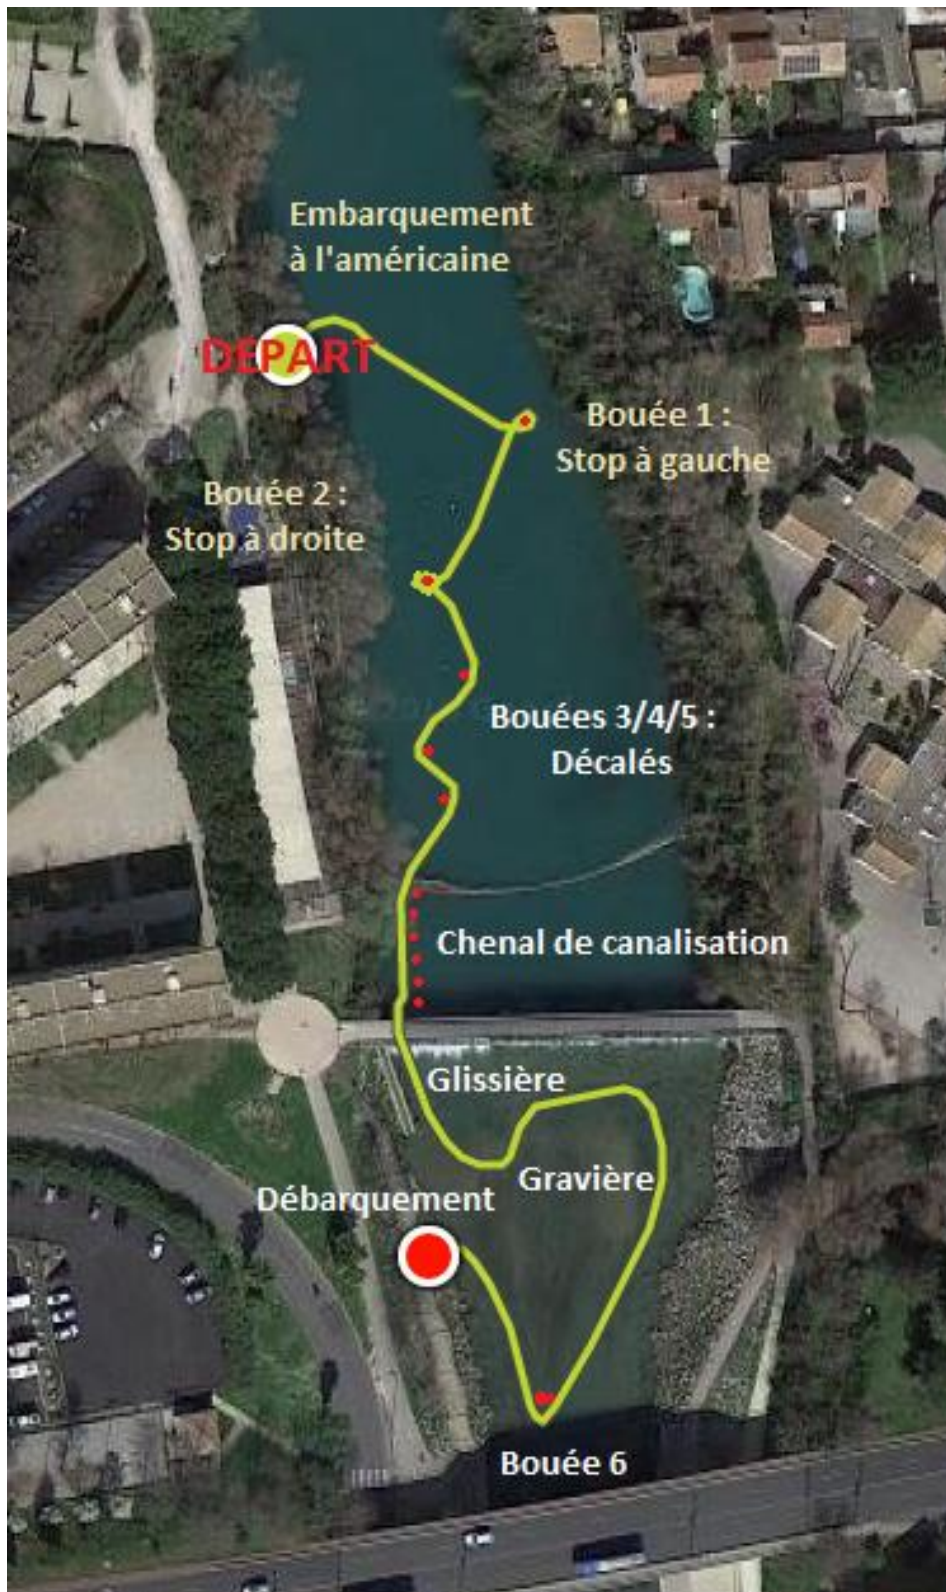 Embarquement
à l'américaine
DÉPART
Bouée 1 :
Stop à gauche
Bouée 2 :
Stop à droite
Bouées 3/4/5 :
Décalés
Chenal de canalisation
Glissière
Gravière
Débarquement
Bouée 6